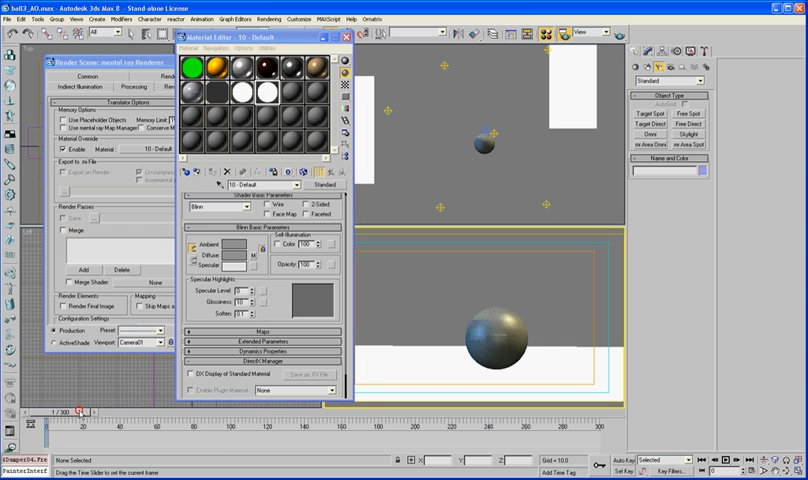 ball3_AO.max - Autodesk 3ds Max 8 - Stand-alone License
File Edit Tools Group Views Create Modifiers Character reactor Animation Graph Editors Rendering Customize MAXScript Help Ornatrix
All View
Top
Render Scene: mental ray Renderer
Common
Indirect Illumination Processing
Translator Options
Memory Options
Use Placeholder Objects Memory Limit
Use mental ray Map Manager Conserve M
Material Override
Enable Material: 10 - Default
Export to .mi File
Export on Render
Incremental
Render Passes
Save
Merge
Add Delete
Merge Shader: None
Render Elements Mapping
Render Final Image Skip Maps a
Configuration Settings
Production Preset:
ActiveShade Viewport: Camera01
Material Editor - 10 - Default
Material Navigation Options Utilities
10 - Default Standard
Shader Basic Parameters
Blinn Wire 2-Sided
Face Map Faceted
Blinn Basic Parameters
Self-Illumination
Ambient: Color 100
Diffuse: M
Specular: Opacity: 100
Specular Highlights
Specular Level: 0
Glossiness: 10
Soften: 0.1
Maps
Extended Parameters
Dynamics Properties
DirectX Manager
DX Display of Standard Material Save as .FX File
Enable Plugin Material None
Standard
Object Type
AutoGrid
Target Spot Free Spot
Target Direct Free Direct
Omni Skylight
mr Area Omni mr Area Spot
Name and Color
1 / 300
0 20 40 60 80 100 120 140 160 180 200 220 240 260 280 300
None Selected X: Y: Z: Grid = 10.0 Auto Key Selected
PainterInterf Drag the Time Slider to set the current frame Add Time Tag Set Key Key Filters... 0